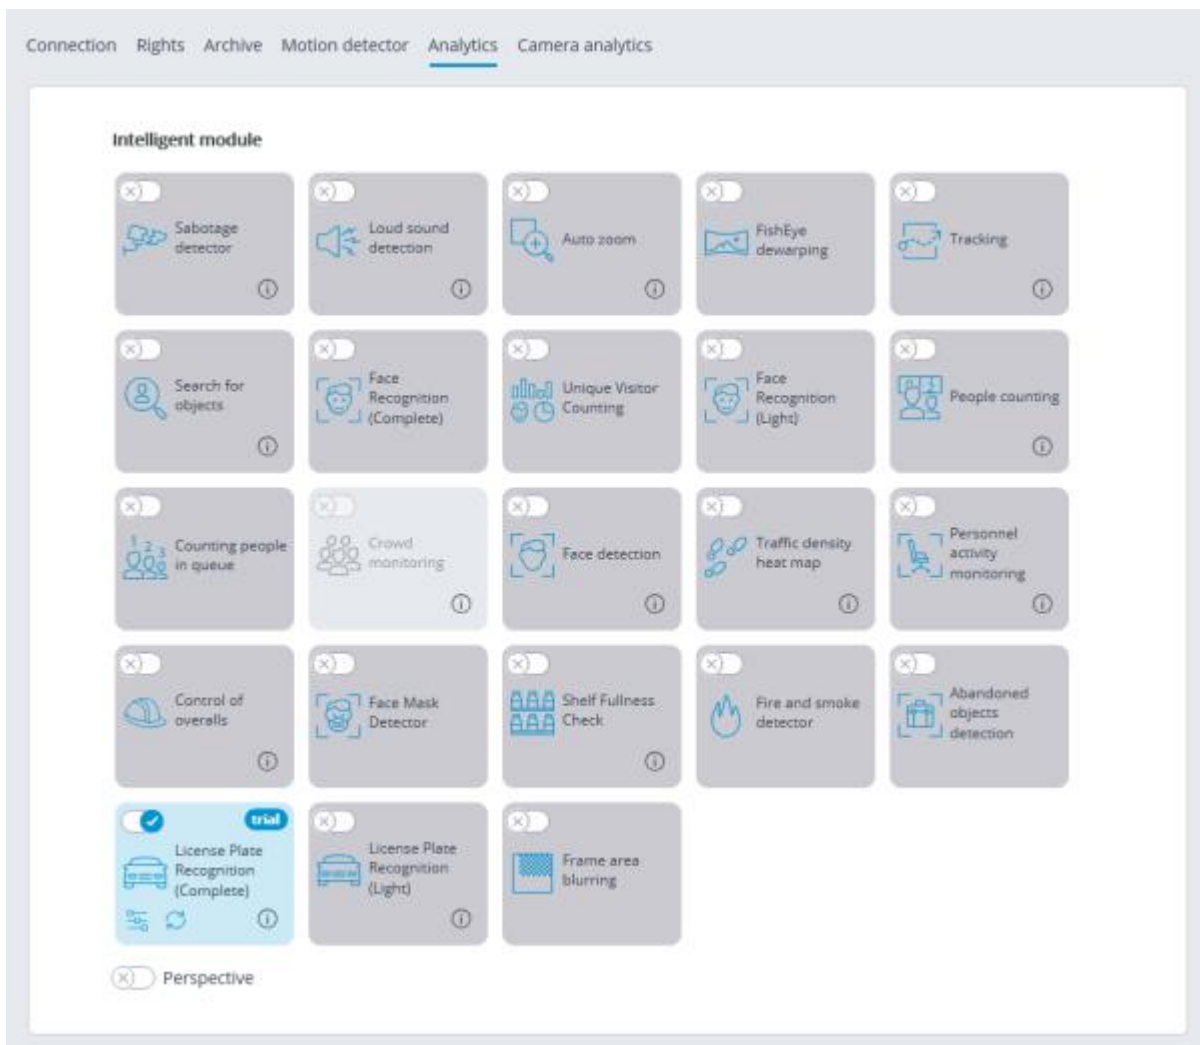 Connection Rights Archive Motion detector Analytics Camera analytics
Intelligent module
Sabotage
detector
Loud sound
detection
Auto zoom
FishEye
dewarping
Tracking
Search for
objects
Face
Recognition
(Complete)
Unique Visitor
Counting
Face
Recognition
(Light)
People counting
Counting people
in queue
Crowd
monitoring
Face detection
Traffic density
heat map
Personnel
activity
monitoring
Control of
overalls
Face Mask
Detector
Shelf Fullness
Check
Fire and smoke
detector
Abandoned
objects
detection
trial
License Plate
Recognition
(Complete)
License Plate
Recognition
(Light)
Frame area
blurring
Perspective